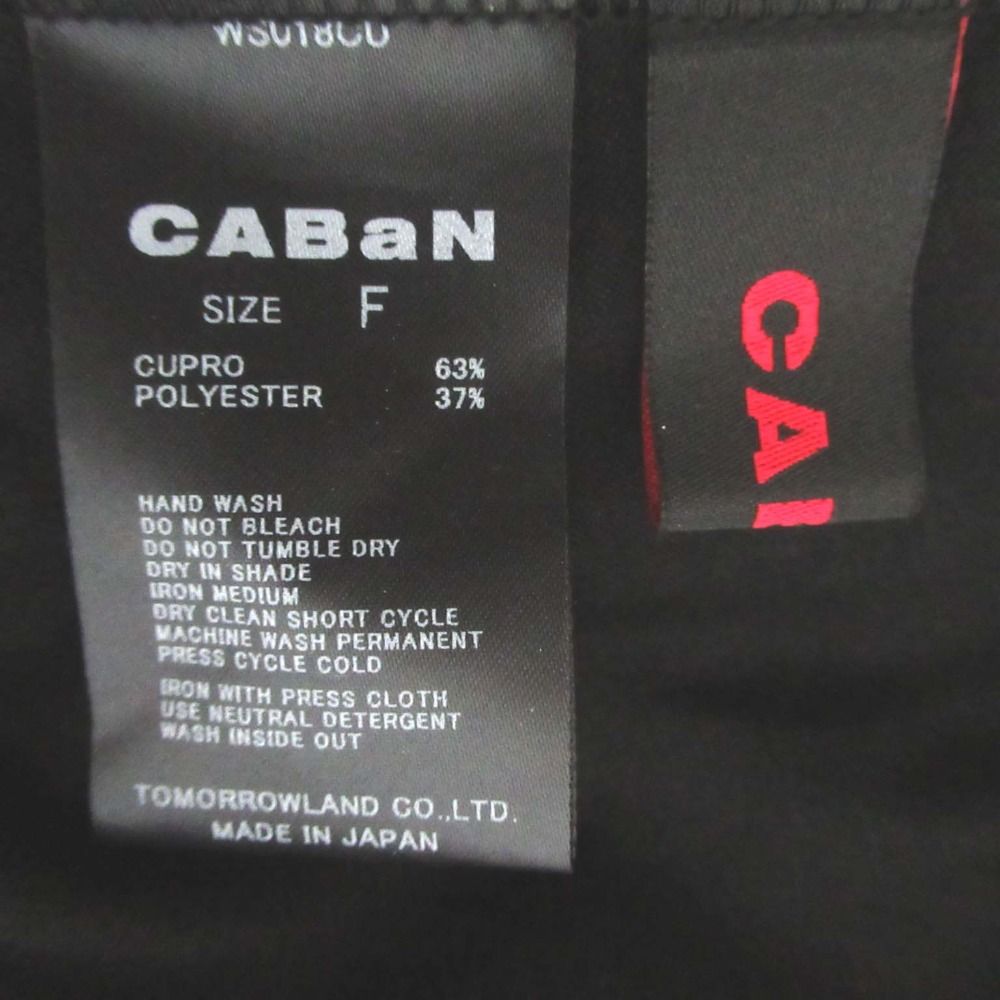 CABaN
SIZE F
CUPRO 63%
POLYESTER 37%
HAND WASH
DO NOT BLEACH
DO NOT TUMBLE DRY
DRY IN SHADE
IRON MEDIUM
DRY CLEAN SHORT CYCLE
MACHINE WASH PERMANENT
PRESS CYCLE COLD
IRON WITH PRESS CLOTH
USE NEUTRAL DETERGENT
WASH INSIDE OUT
TOMORROWLAND CO.,LTD.
MADE IN JAPAN
CA